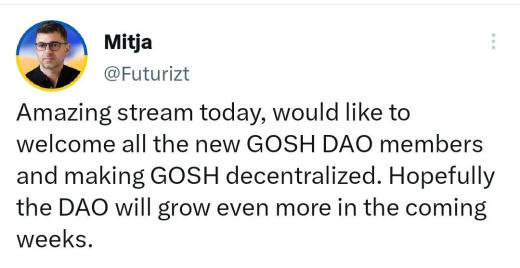 Mitja
@Futurizt
Amazing stream today, would like to
welcome all the new GOSH DAO members
and making GOSH decentralized. Hopefully
the DAO will grow even more in the coming
weeks.